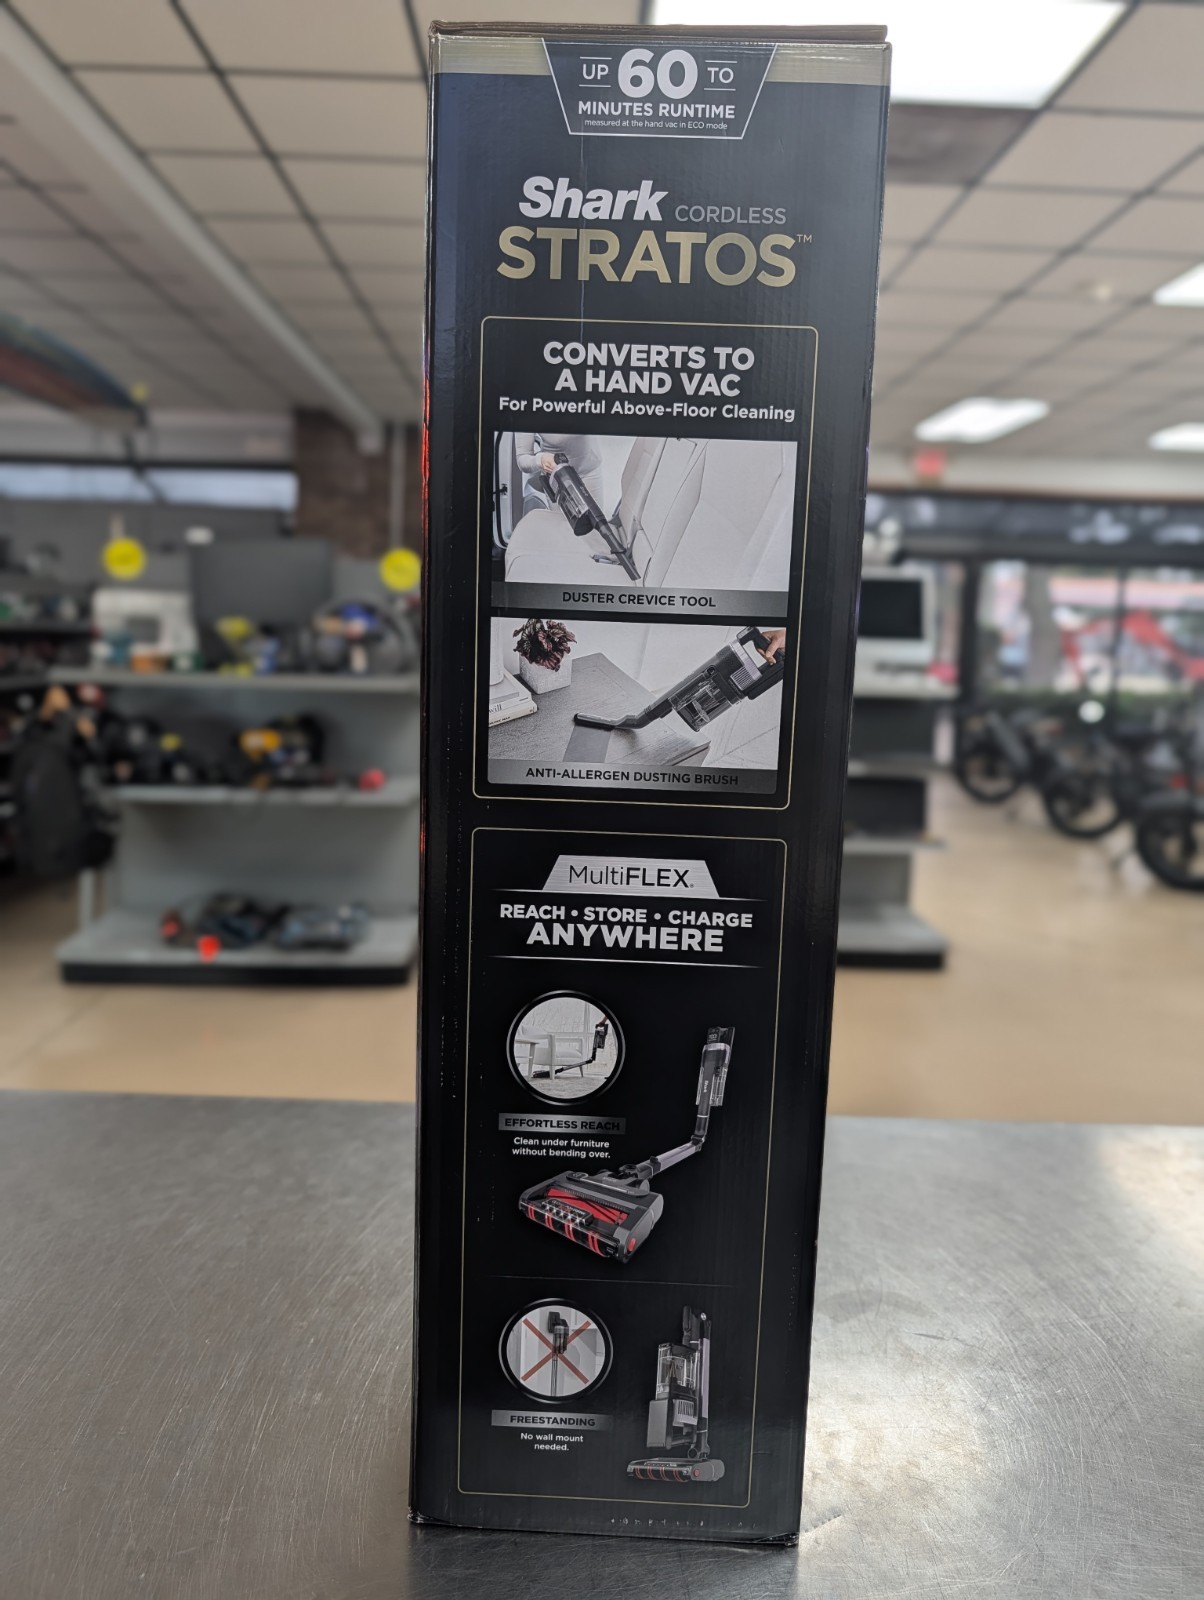 UP 60 TO
MINUTES RUNTIME
measured at the hand vac in ECO mode
Shark CORDLESS
STRATOS™
CONVERTS TO
A HAND VAC
For Powerful Above-Floor Cleaning
DUSTER CREVICE TOOL
ANTI-ALLERGEN DUSTING BRUSH
MultiFLEX®
REACH • STORE • CHARGE
ANYWHERE
EFFORTLESS REACH
Clean under furniture
without bending over.
FREESTANDING
No wall mount
needed.